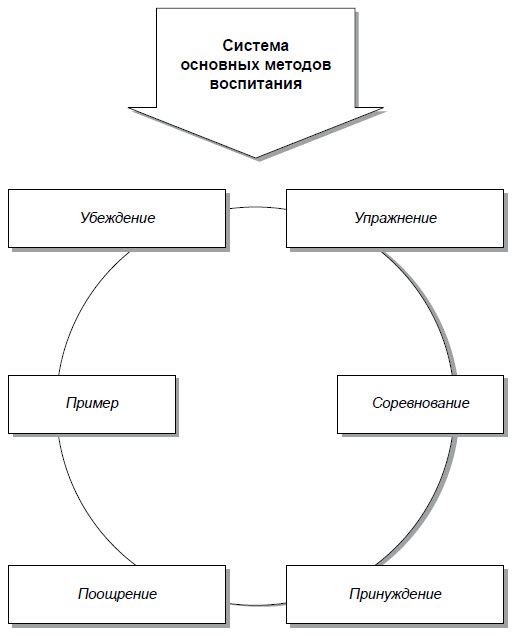 Система
основных методов
воспитания
Убеждение
Упражнение
Пример
Соревнование
Поощрение
Принуждение